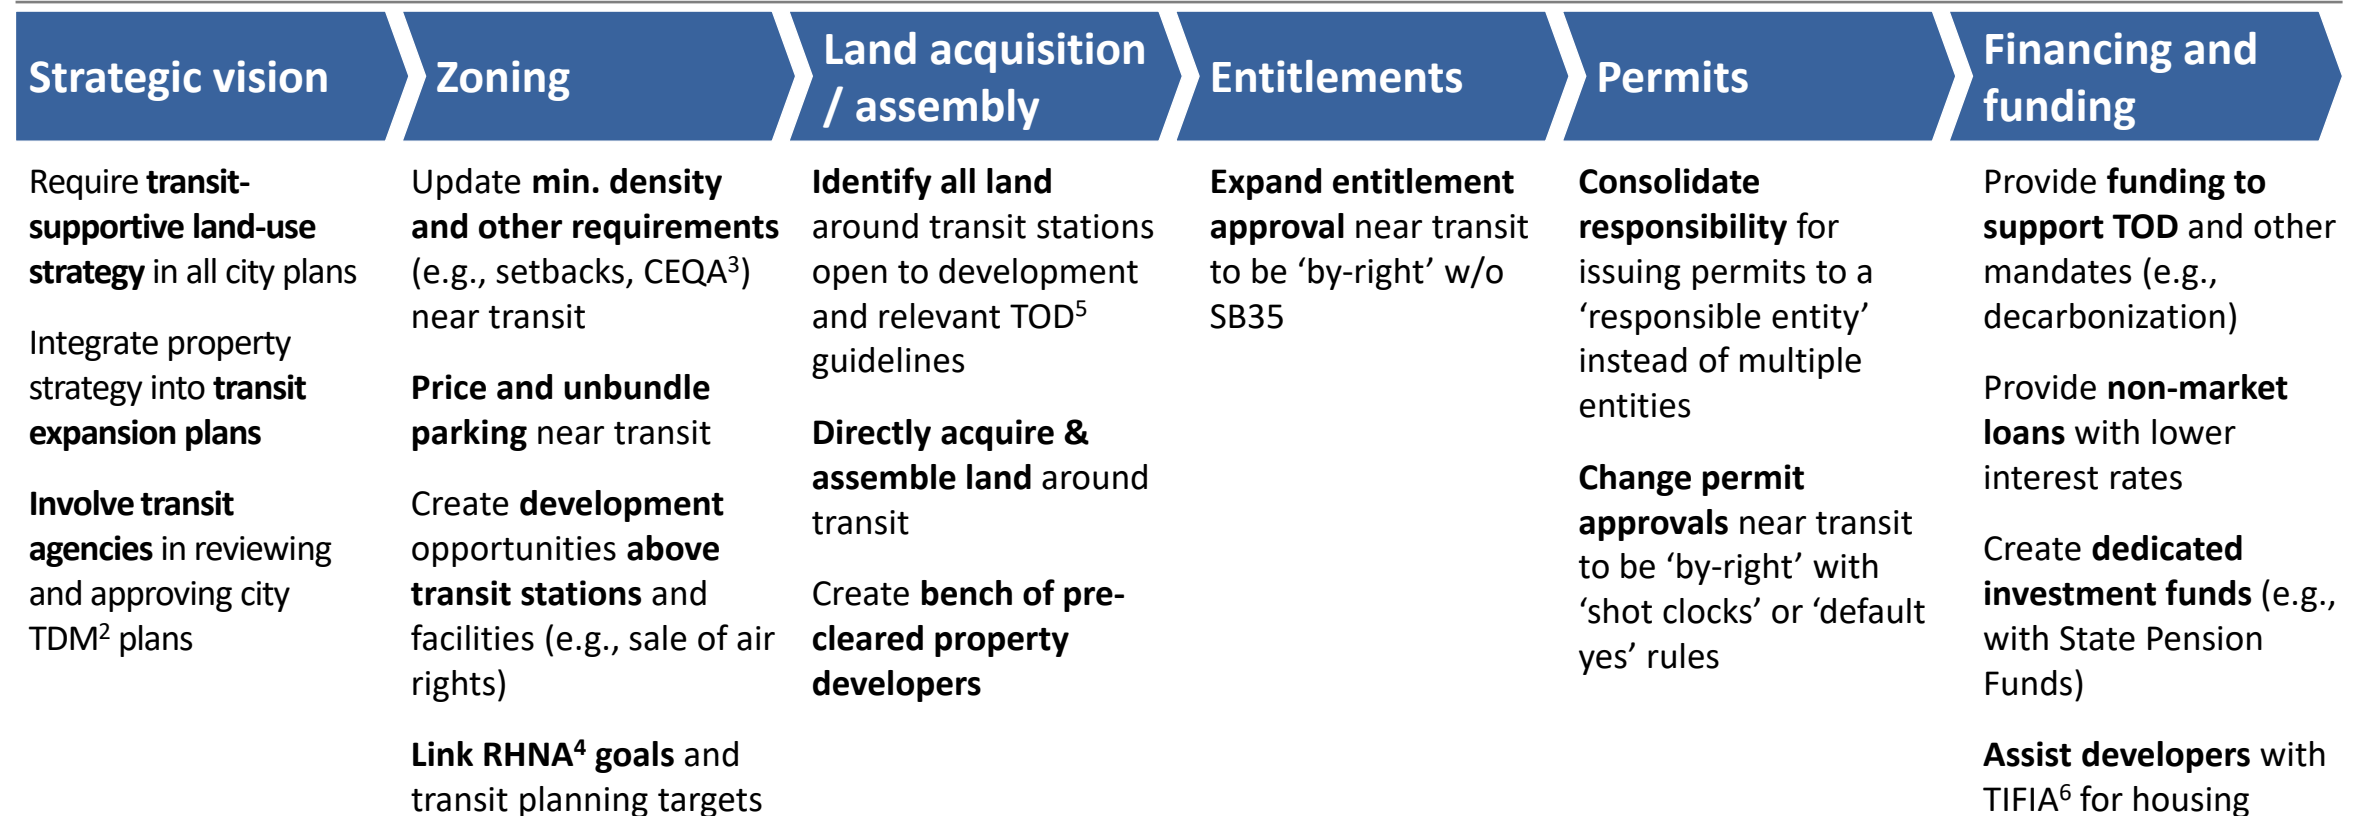 Strategic vision
Zoning
Land acquisition
/ assembly
Entitlements
Permits
Financing and
funding
Require transit-
supportive land-use
strategy in all city plans
Integrate property
strategy into transit
expansion plans
Involve transit
agencies in reviewing
and approving city
TDM² plans
Update min. density
and other requirements
(e.g., setbacks, CEQA³)
near transit
Price and unbundle
parking near transit
Create development
opportunities above
transit stations and
facilities (e.g., sale of air
rights)
Link RHNA⁴ goals and
transit planning targets
Identify all land
around transit stations
open to development
and relevant TOD⁵
guidelines
Directly acquire &
assemble land around
transit
Create bench of pre-
cleared property
developers
Expand entitlement
approval near transit
to be ‘by-right’ w/o
SB35
Consolidate
responsibility for
issuing permits to a
‘responsible entity’
instead of multiple
entities
Change permit
approvals near transit
to be ‘by-right’ with
‘shot clocks’ or ‘default
yes’ rules
Provide funding to
support TOD and other
mandates (e.g.,
decarbonization)
Provide non-market
loans with lower
interest rates
Create dedicated
investment funds (e.g.,
with State Pension
Funds)
Assist developers with
TIFIA⁶ for housing